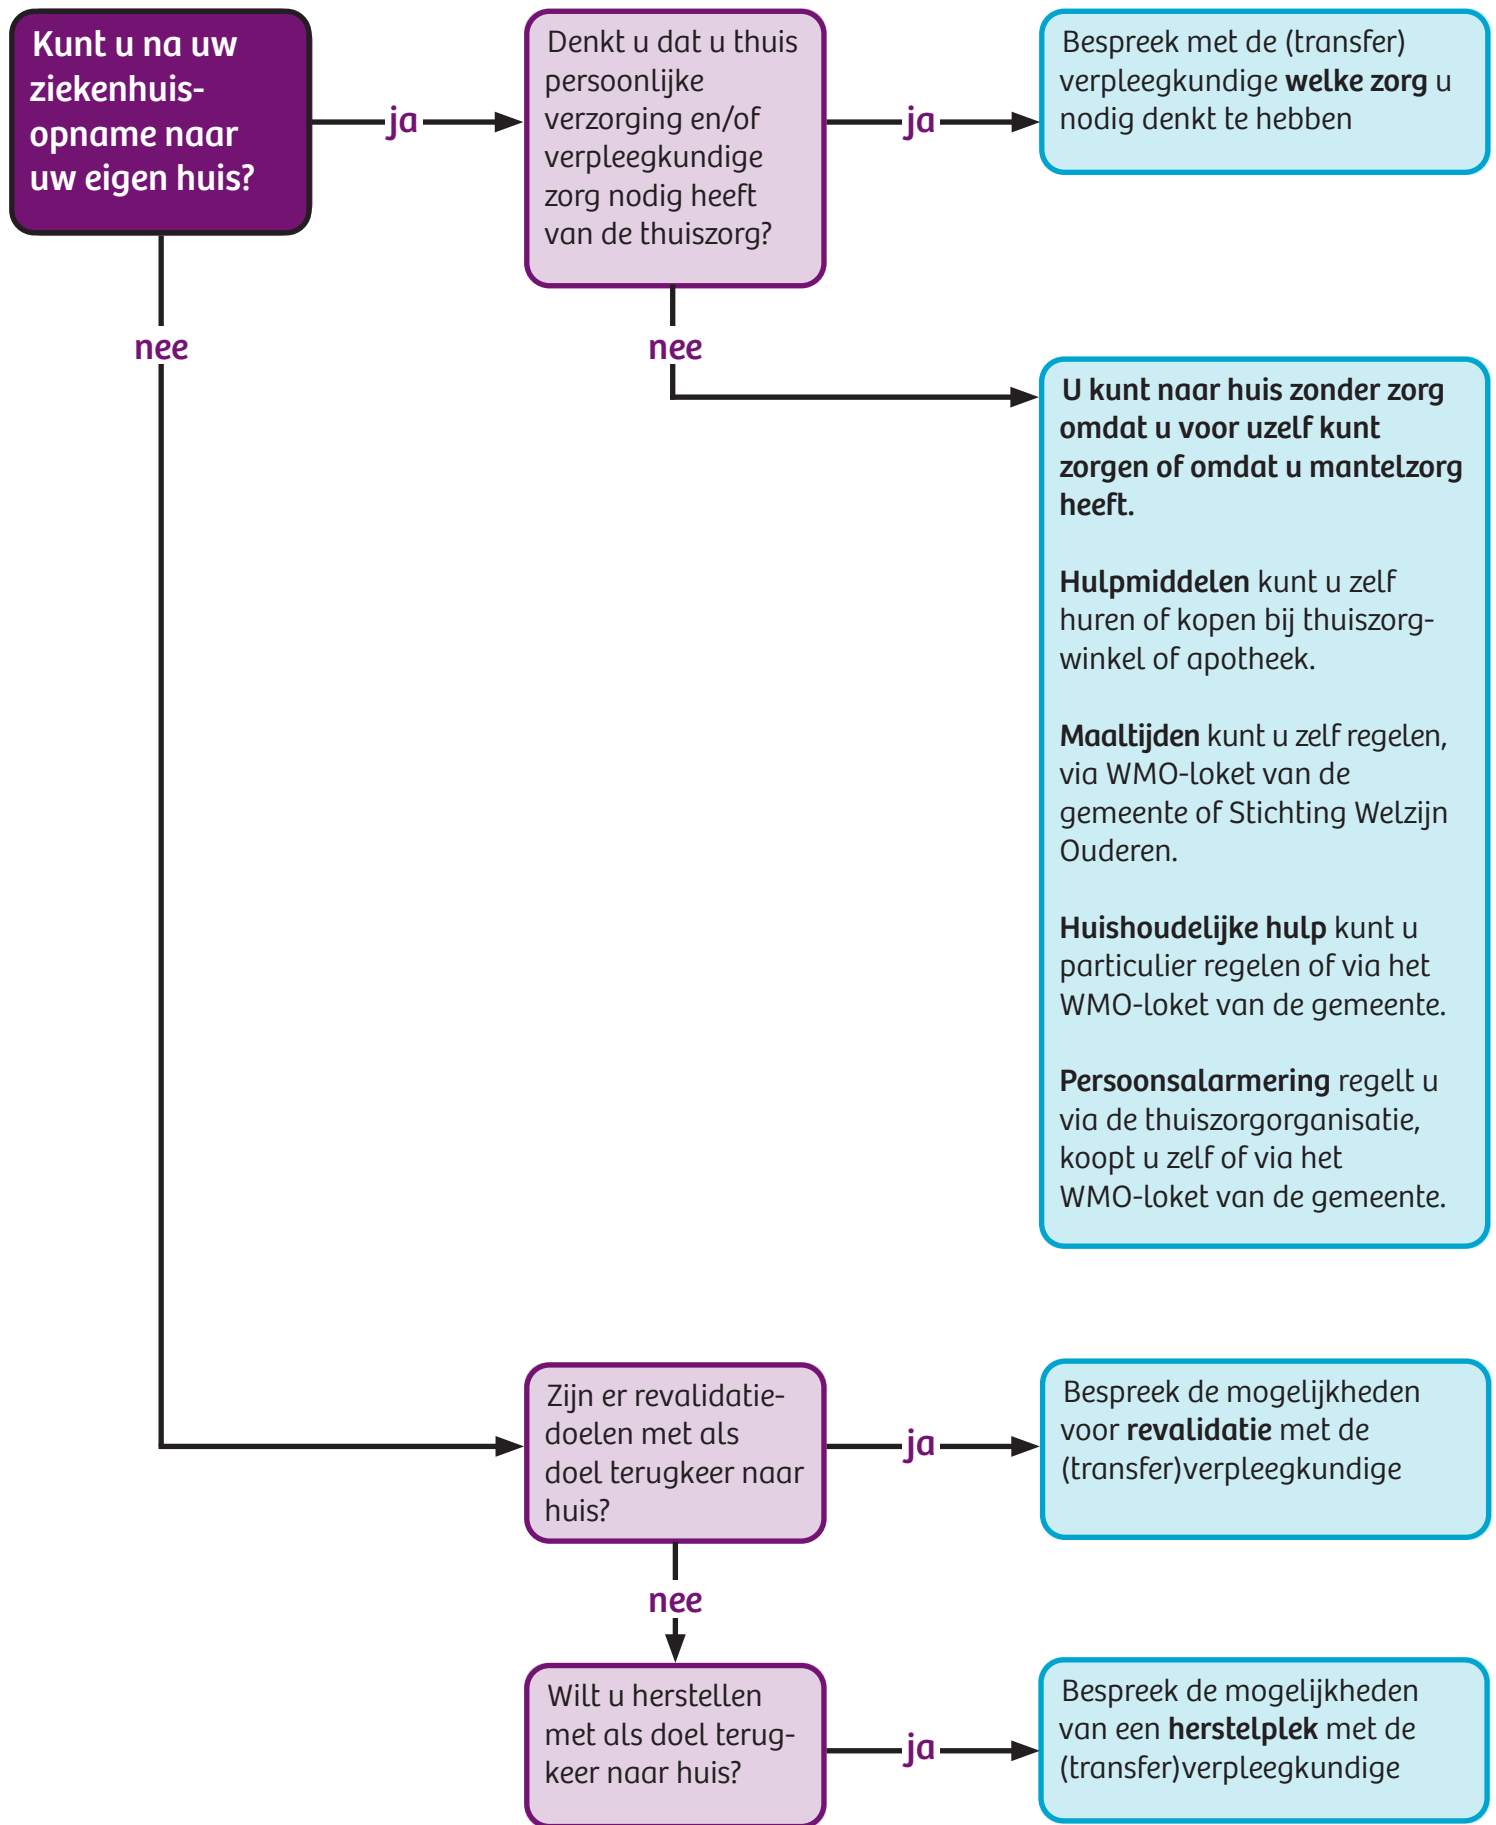 Kunt u na uw
ziekenhuis-
opname naar
uw eigen huis?
ja
Denkt u dat u thuis
persoonlijke
verzorging en/of
verpleegkundige
zorg nodig heeft
van de thuiszorg?
ja
Bespreek met de (transfer)
verpleegkundige welke zorg u
nodig denkt te hebben
nee
nee
U kunt naar huis zonder zorg
omdat u voor uzelf kunt
zorgen of omdat u mantelzorg
heeft.
Hulpmiddelen kunt u zelf
huren of kopen bij thuiszorg-
winkel of apotheek.
Maaltijden kunt u zelf regelen,
via WMO-loket van de
gemeente of Stichting Welzijn
Ouderen.
Huishoudelijke hulp kunt u
particulier regelen of via het
WMO-loket van de gemeente.
Persoonsalarmering regelt u
via de thuiszorgorganisatie,
koopt u zelf of via het
WMO-loket van de gemeente.
Zijn er revalidatie-
doelen met als
doel terugkeer naar
huis?
ja
Bespreek de mogelijkheden
voor revalidatie met de
(transfer)verpleegkundige
nee
Wilt u herstellen
met als doel terug-
keer naar huis?
ja
Bespreek de mogelijkheden
van een herstelplek met de
(transfer)verpleegkundige